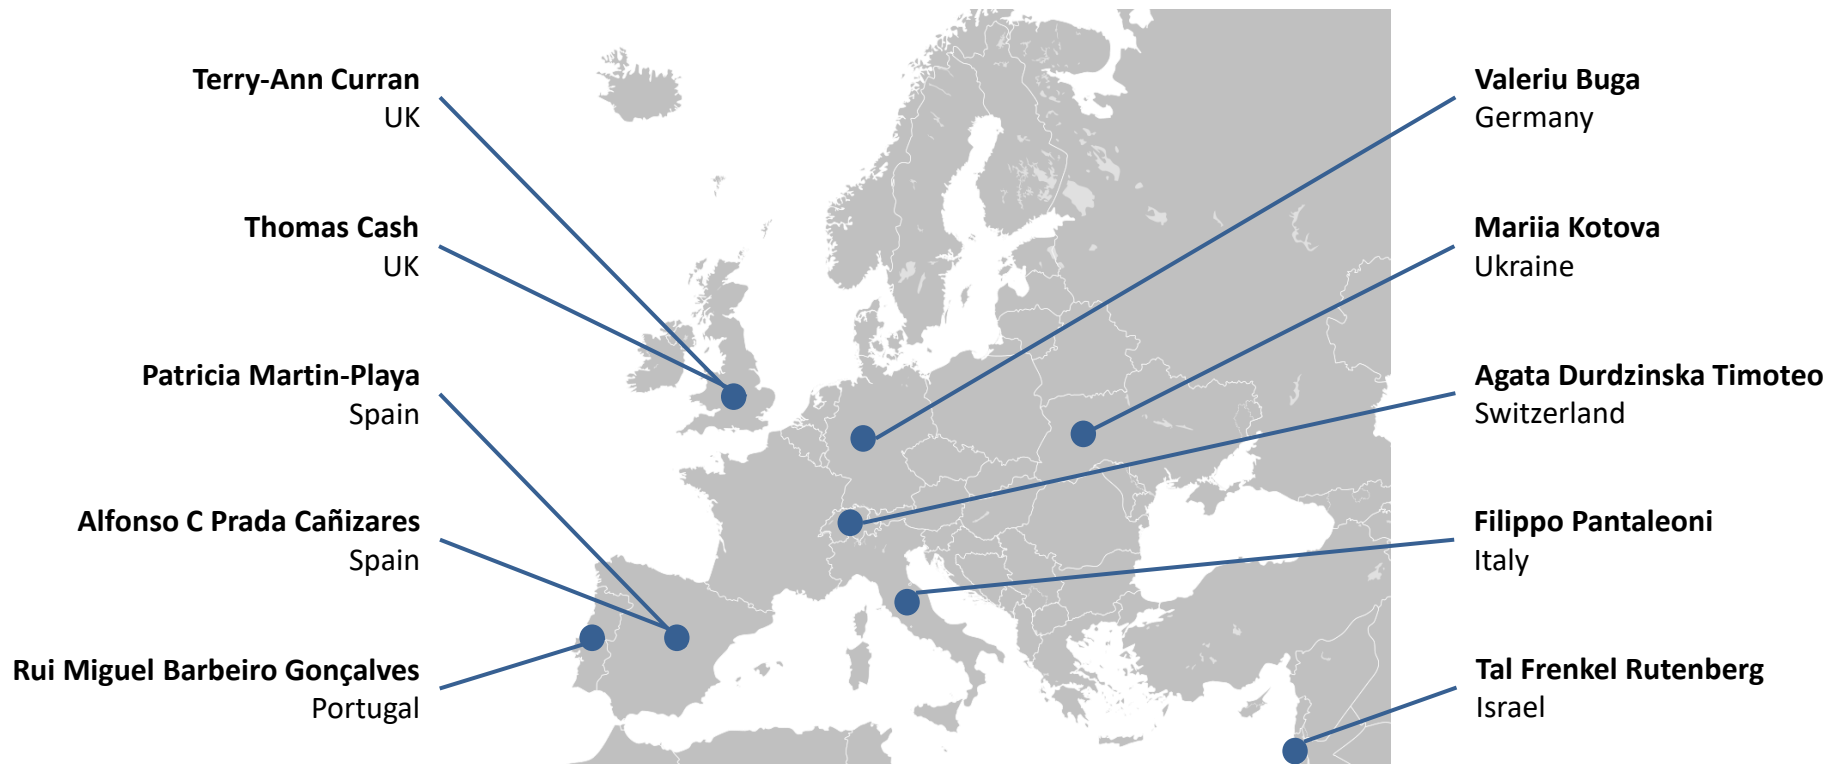 Terry-Ann Curran
UK
Thomas Cash
UK
Patricia Martin-Playa
Spain
Alfonso C Prada Cañizares
Spain
Rui Miguel Barbeiro Gonçalves
Portugal
Valeriu Buga
Germany
Mariia Kotova
Ukraine
Agata Durdzinska Timoteo
Switzerland
Filippo Pantaleoni
Italy
Tal Frenkel Rutenberg
Israel